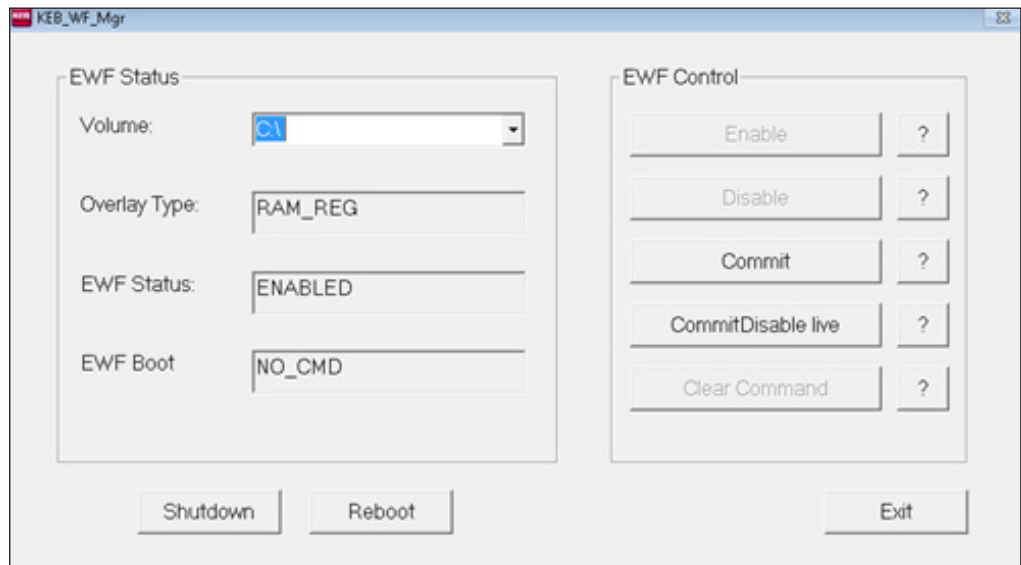 KEB KEB_WF_Mgr
EWF Status
Volume:
C:\
Overlay Type:
RAM_REG
EWF Status:
ENABLED
EWF Boot
NO_CMD
EWF Control
Enable
?
Disable
?
Commit
?
CommitDisable live
?
Clear Command
?
Shutdown
Reboot
Exit